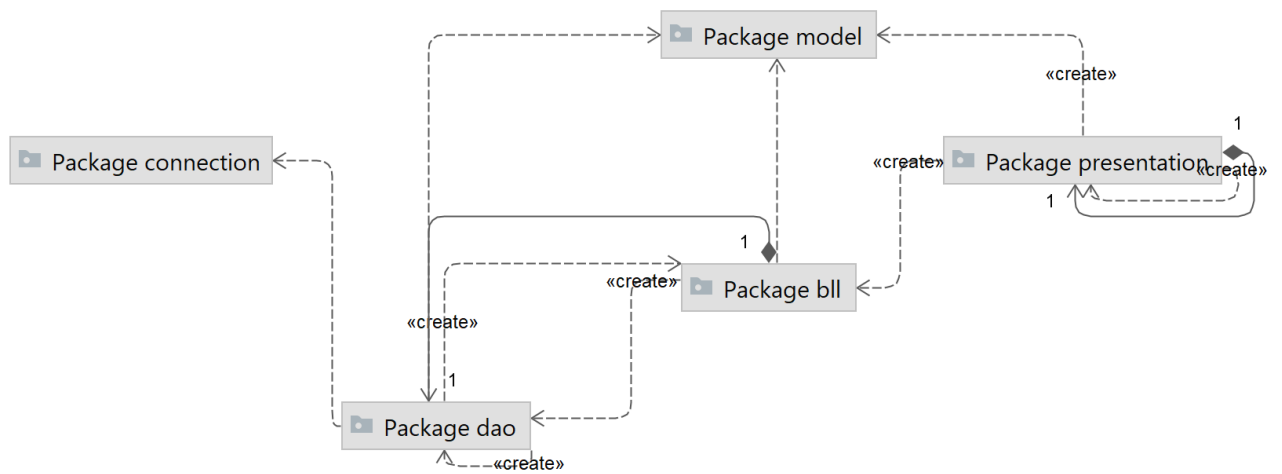 Package model
«create»
1
Package connection
«create»
Package presentation
«create»
1
1
«create»
Package bll
«create»
1
Package dao
«create»